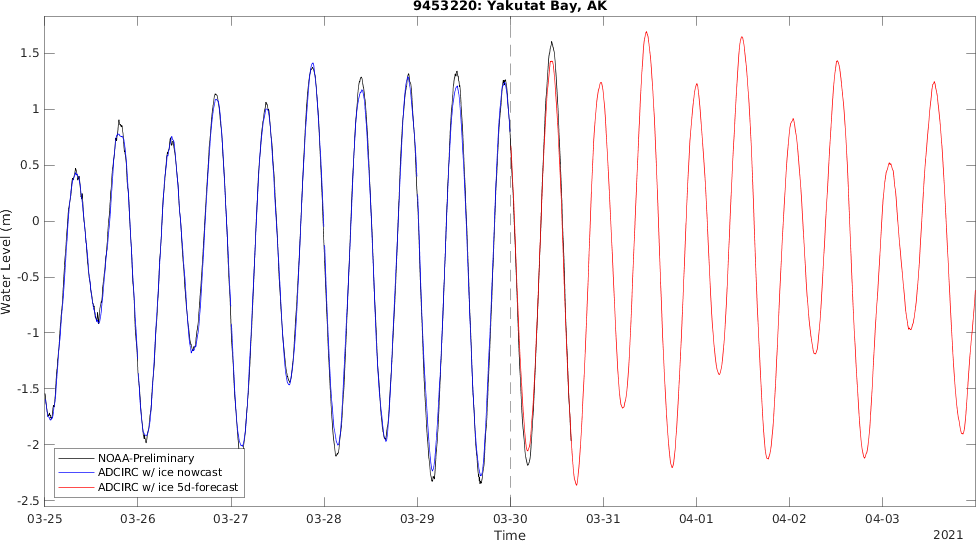 9453220: Yakutat Bay, AK
Water Level (m)
1.5
1
0.5
0
-0.5
-1
-1.5
-2
-2.5
NOAA-Preliminary
ADCIRC w/ ice nowcast
ADCIRC w/ ice 5d-forecast
03-25 03-26 03-27 03-28 03-29 03-30 03-31 04-01 04-02 04-03
Time
2021